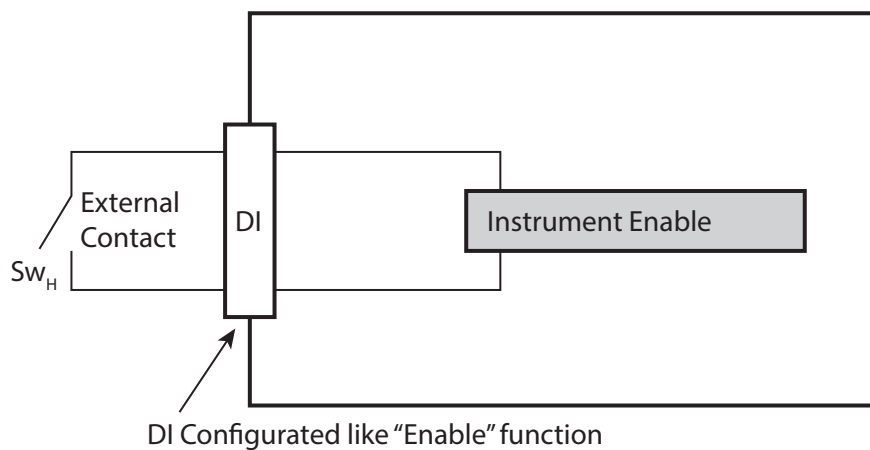 External
Contact
Sw_H
DI
Instrument Enable
DI Configurated like “Enable” function